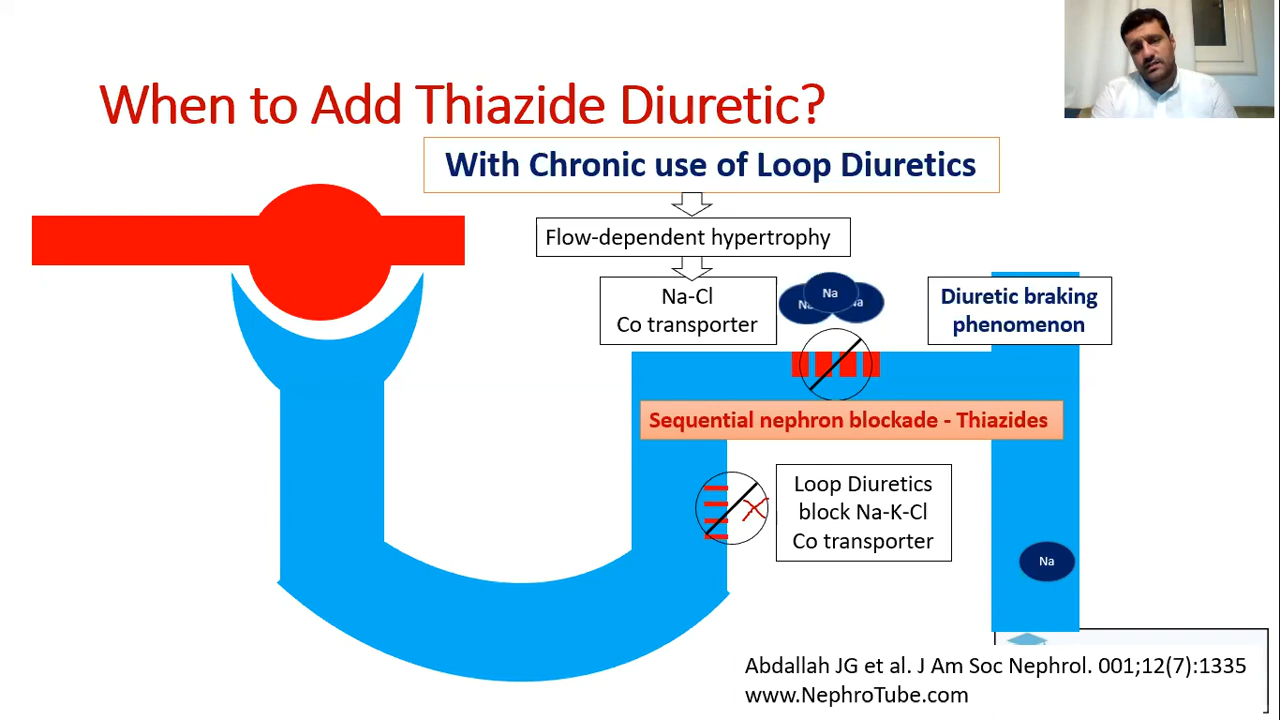 When to Add Thiazide Diuretic?
With Chronic use of Loop Diuretics
Flow-dependent hypertrophy
Na-Cl
Co transporter
Na
Na
Na
Diuretic braking
phenomenon
Sequential nephron blockade - Thiazides
Loop Diuretics
block Na-K-Cl
Co transporter
Na
Abdallah JG et al. J Am Soc Nephrol. 001;12(7):1335
www.NephroTube.com